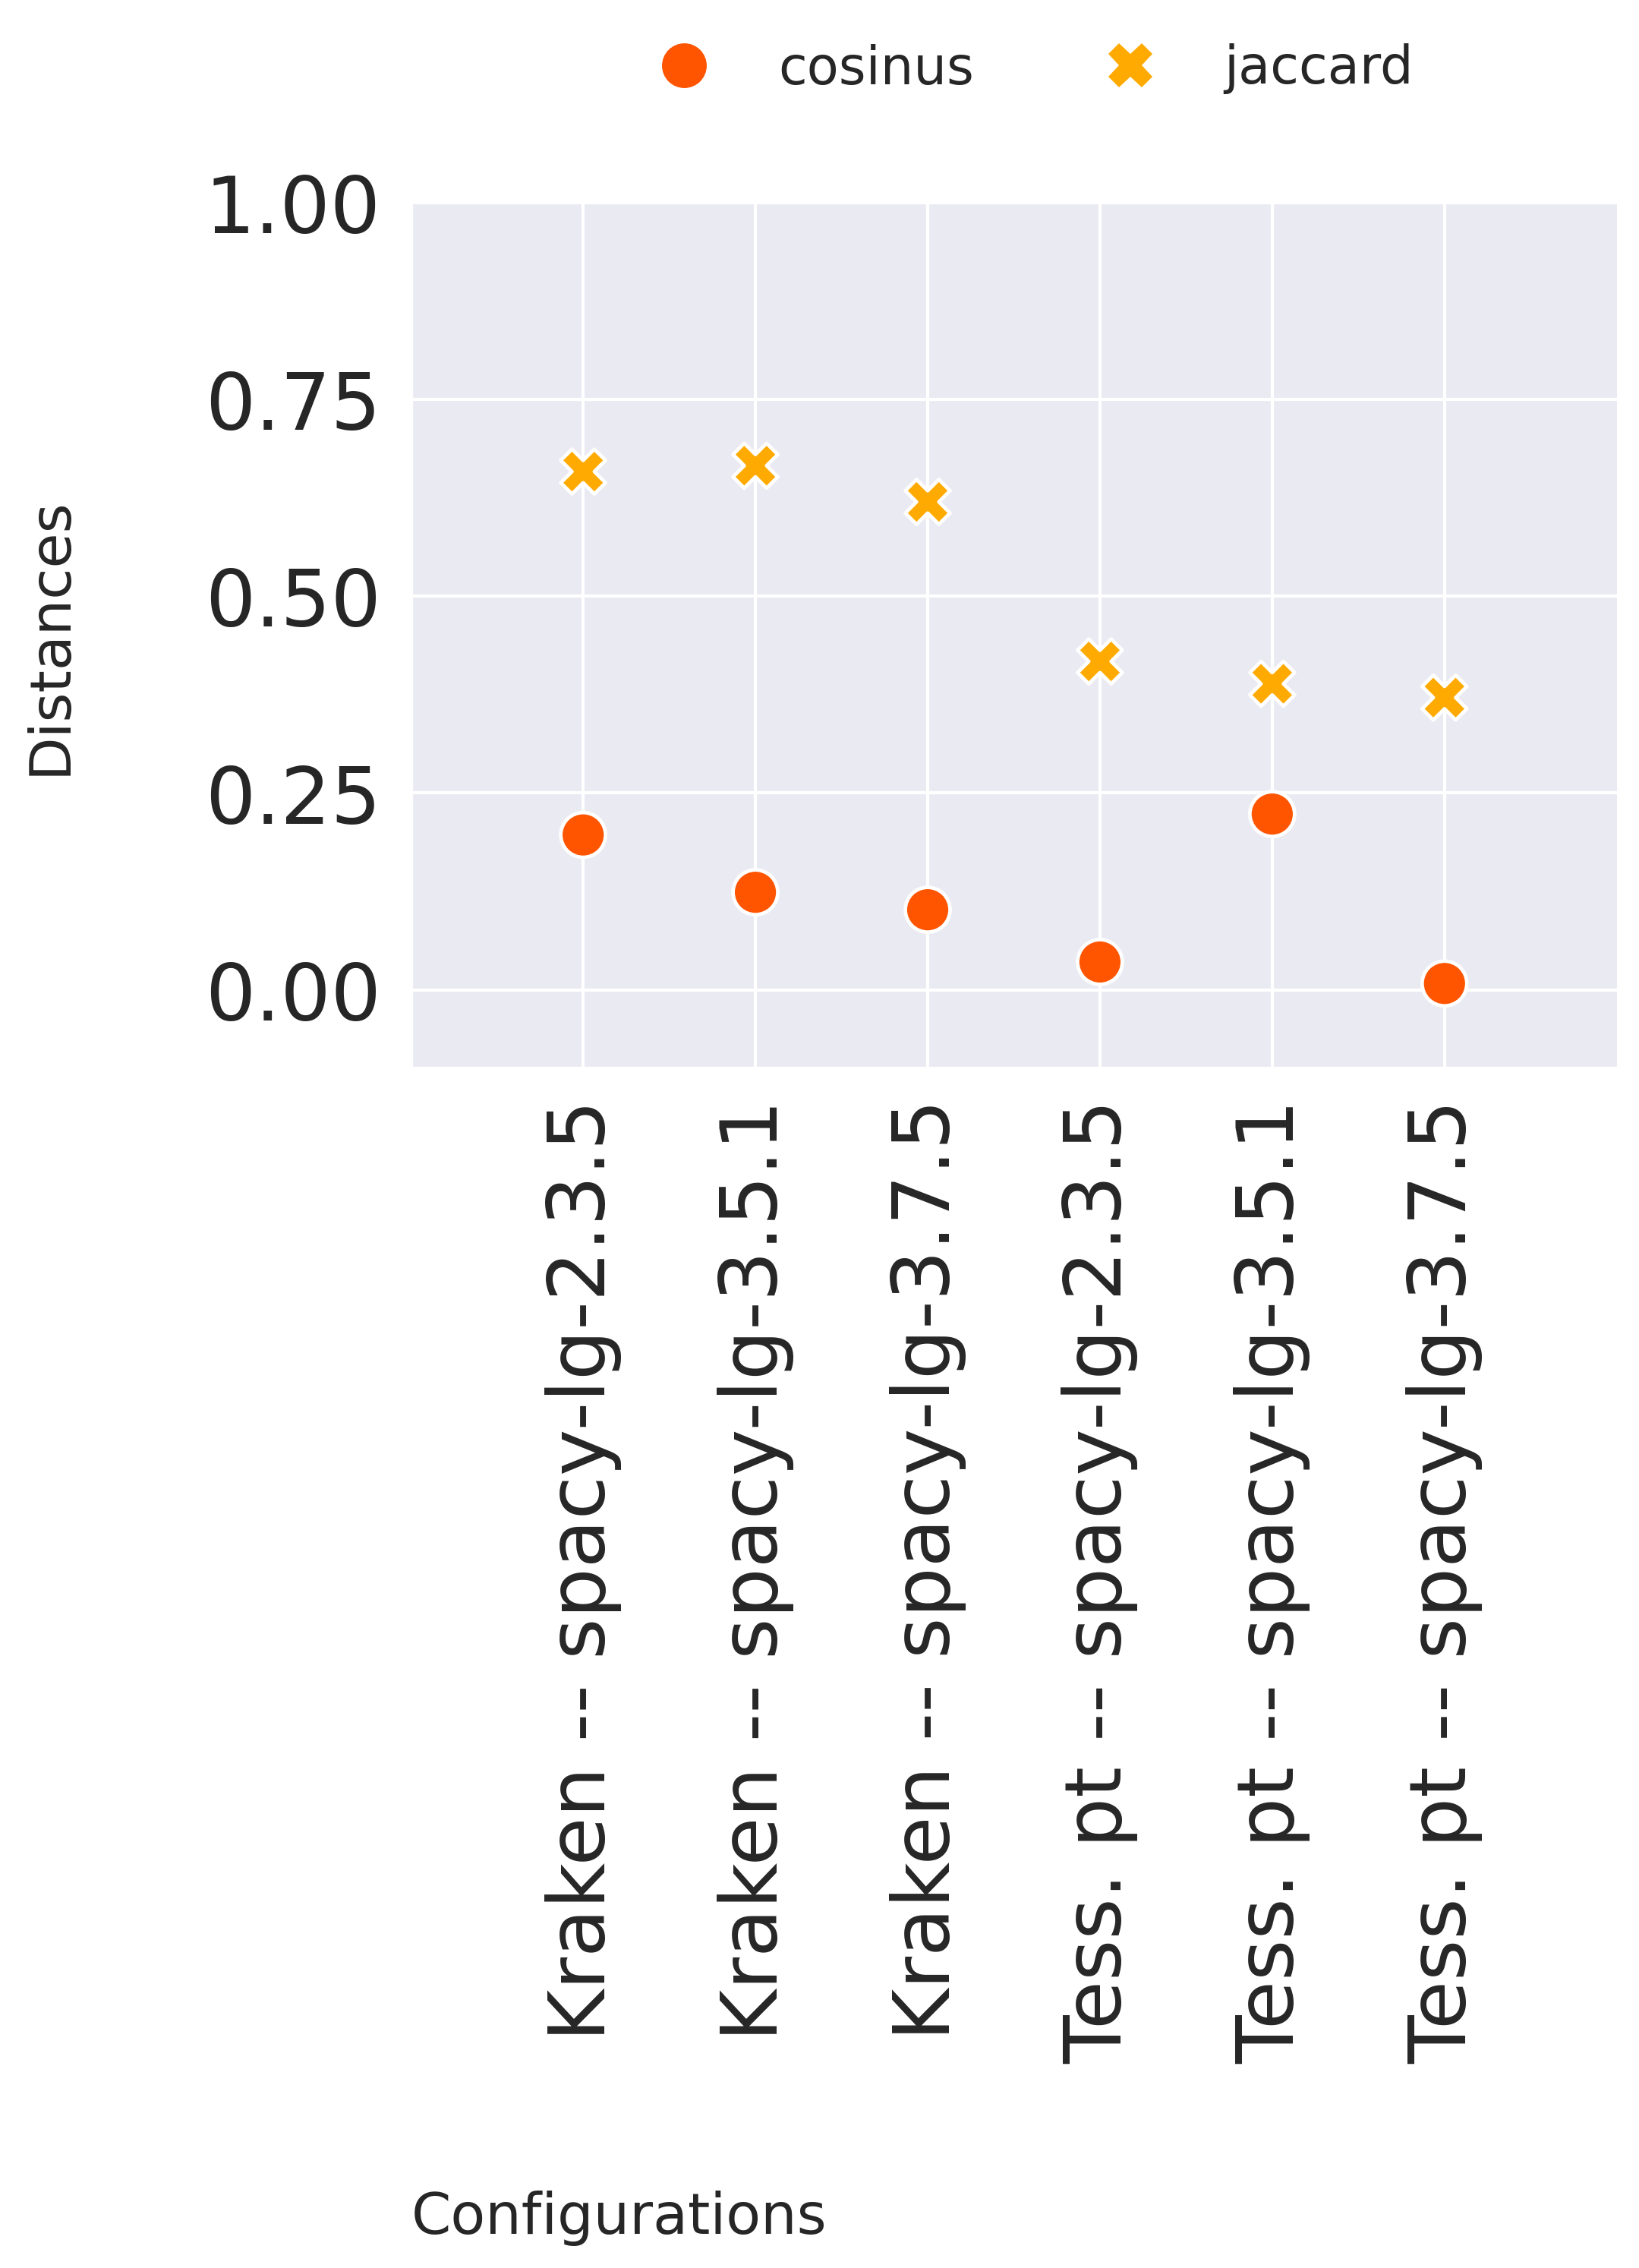 cosinus jaccard
1.00
0.75
0.50
0.25
0.00
Distances
Kraken -- spacy-lg-2.3.5
Kraken -- spacy-lg-3.5.1
Kraken -- spacy-lg-3.7.5
Tess. pt -- spacy-lg-2.3.5
Tess. pt -- spacy-lg-3.5.1
Tess. pt -- spacy-lg-3.7.5
Configurations